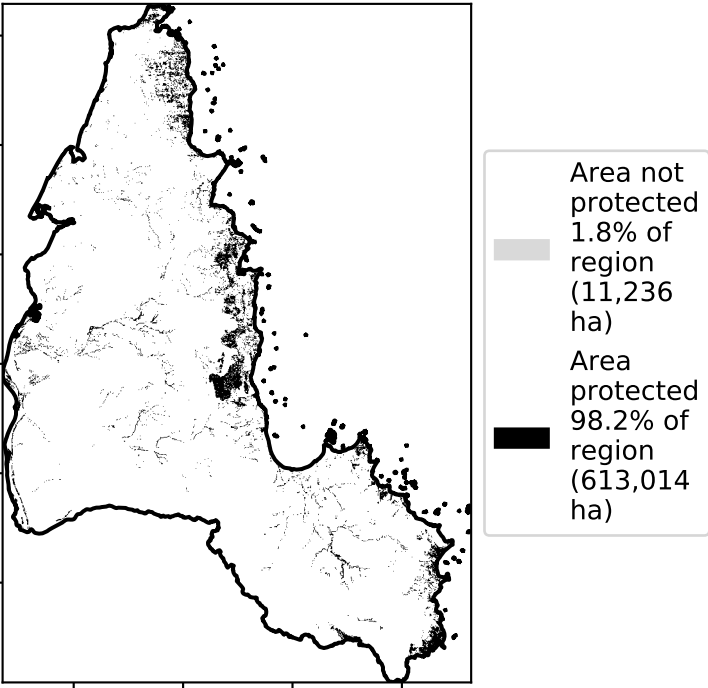 Area not
protected
1.8% of
region
(11,236
ha)
Area
protected
98.2% of
region
(613,014
ha)